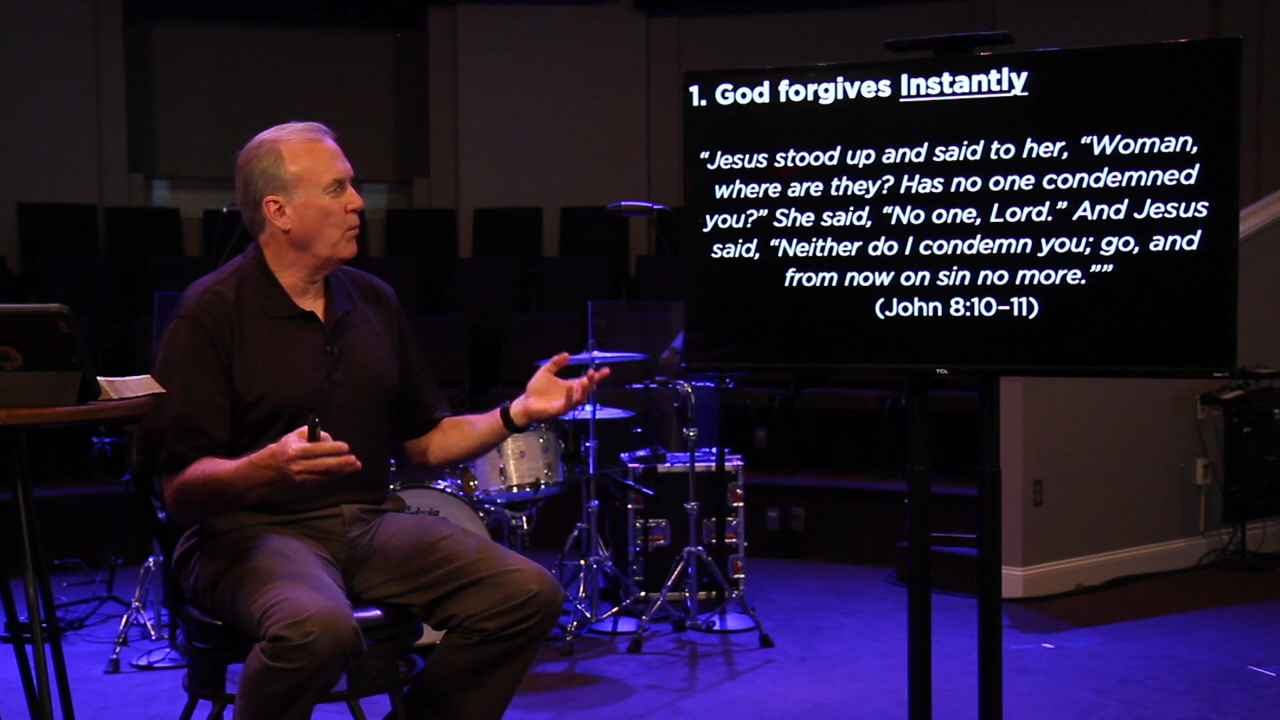 1. God forgives Instantly
“Jesus stood up and said to her, “Woman,
where are they? Has no one condemned
you?” She said, “No one, Lord.” And Jesus
said, “Neither do I condemn you; go, and
from now on sin no more.””
(John 8:10–11)
TCL